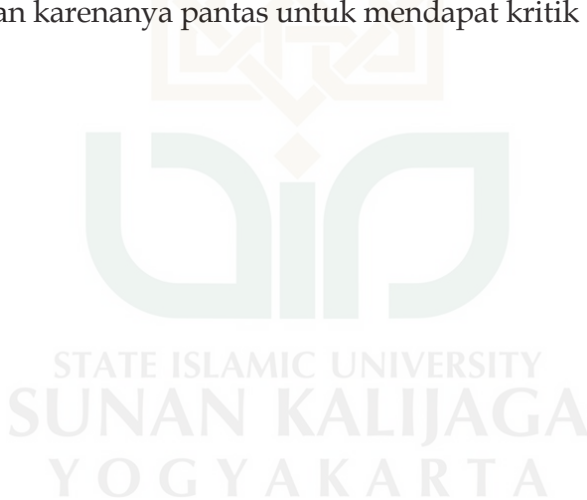 an karenanya pantas untuk mendapat kritik
STATE ISLAMIC UNIVERSITY
SUNAN KALIJAGA
YOGYAKARTA